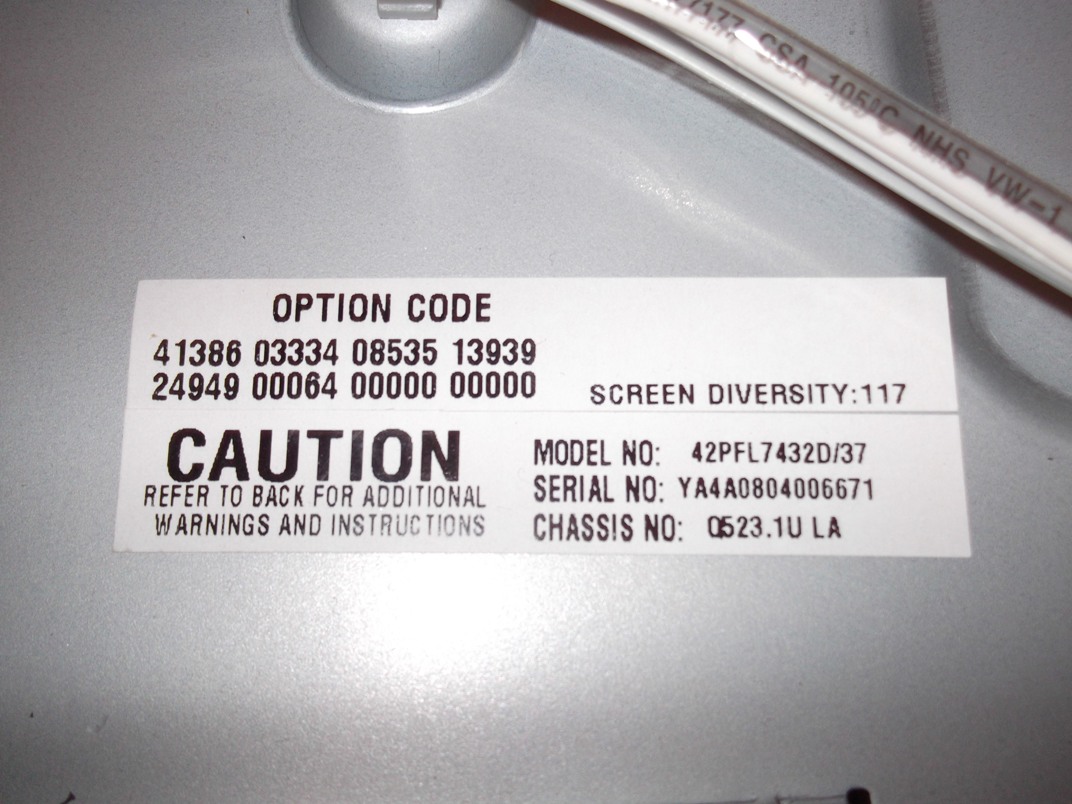 /177 CSA 105°C NHS VW-1
OPTION CODE
41386 03334 08535 13939
24949 00064 00000 00000
SCREEN DIVERSITY:117
CAUTION
REFER TO BACK FOR ADDITIONAL
WARNINGS AND INSTRUCTIONS
MODEL NO: 42PFL7432D/37
SERIAL NO: YA4A0804006671
CHASSIS NO: Q523.1U LA